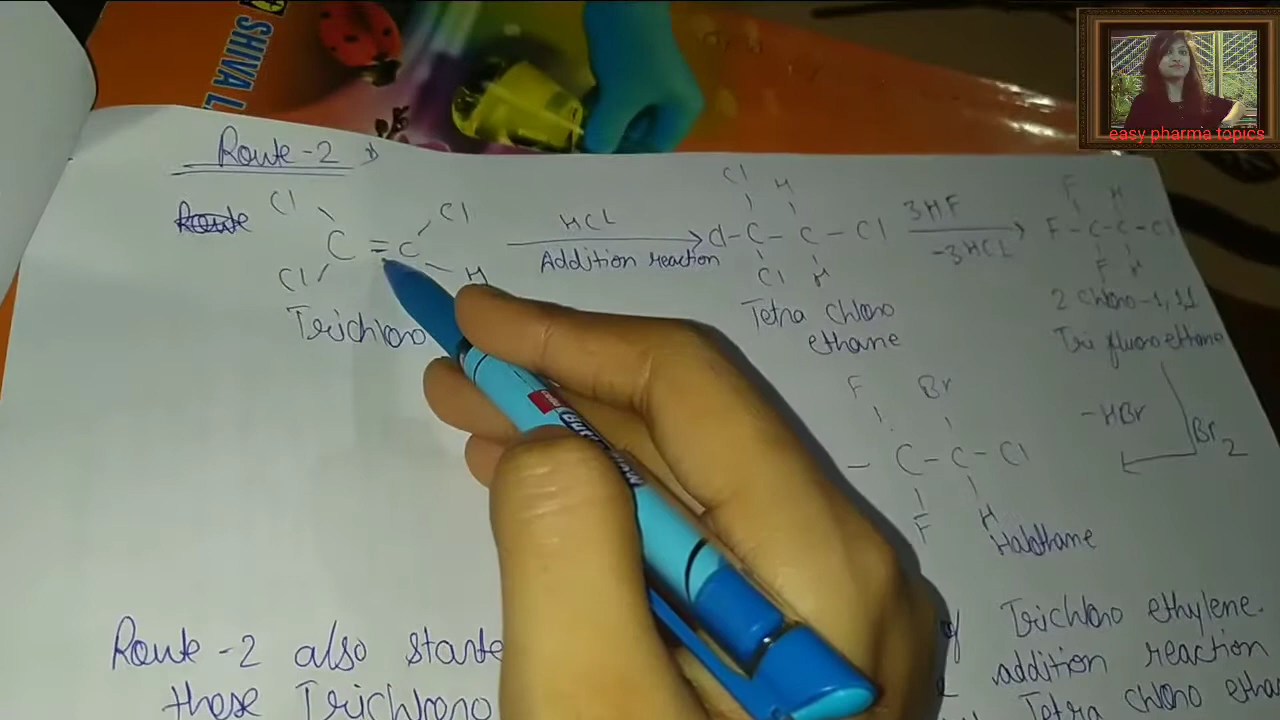 SHIVA L
easy pharma topics
Route-2
Route
Cl Cl
C = C
Cl H
Trichloro
HCL
Addition reaction
Cl H
Cl-C - C - Cl
Cl H
Tetra chloro
ethane
3HF
-3HCL
F H
F - C - C - Cl
F H
2 Chloro-1,1,1
Tri fluoro ethane
-HBr
Br2
F Br
- C - C - Cl
F H
Halothane
Route -2 also starte
these Trichloro
Trichloro ethylene.
addition reaction
Tetra chloro etha